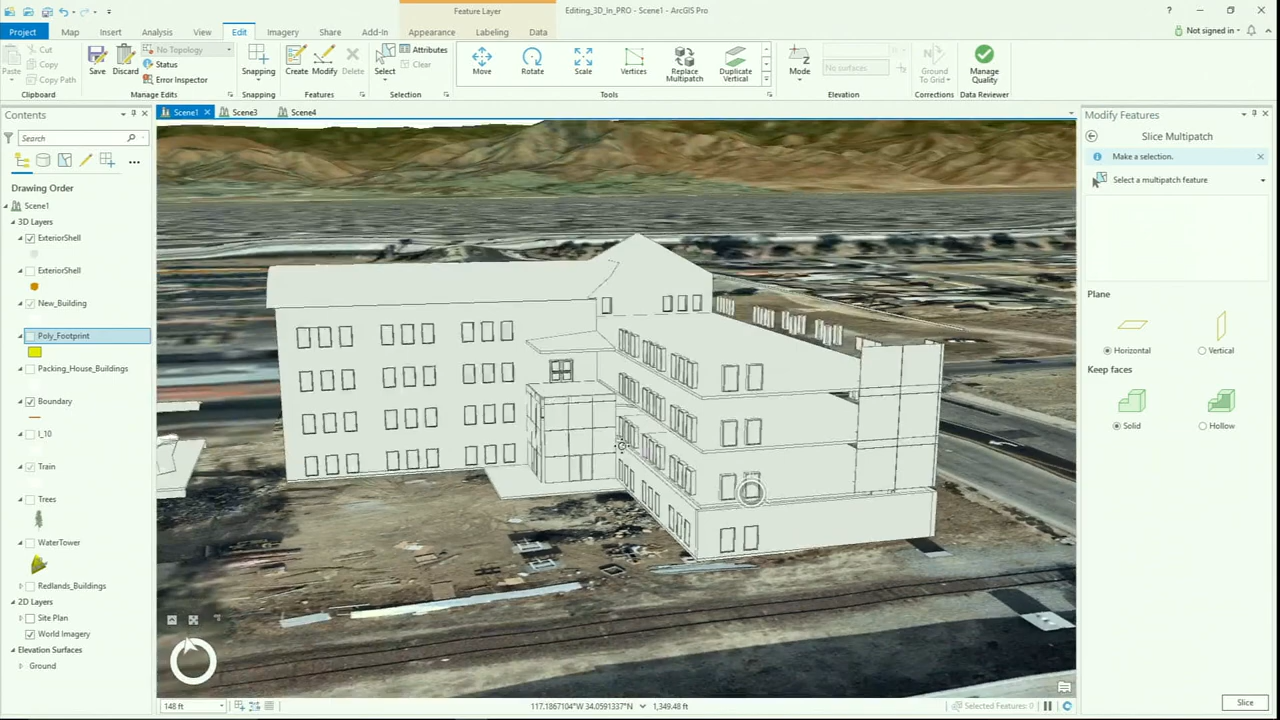 Feature Layer
Editing_3D_In_PRO - Scene1 - ArcGIS Pro
?
Project
Map
Insert
Analysis
View
Edit
Imagery
Share
Add-In
Appearance
Labeling
Data
Not signed in
Paste
Cut
Copy
Copy Path
Clipboard
Save
Discard
No Topology
Status
Error Inspector
Manage Edits
Snapping
Snapping
Create
Modify
Delete
Features
Select
Attributes
Clear
Selection
Move
Rotate
Scale
Vertices
Replace Multipatch
Duplicate Vertical
Tools
Mode
No surfaces
Elevation
Ground To Grid
Corrections
Manage Quality
Data Reviewer
Contents
Search
Drawing Order
Scene1
3D Layers
ExteriorShell
ExteriorShell
New_Building
Poly_Footprint
Packing_House_Buildings
Boundary
I_10
Train
Trees
WaterTower
Redlands_Buildings
2D Layers
Site Plan
World Imagery
Elevation Surfaces
Ground
Scene1
Scene3
Scene4
148 ft
117.1867104°W 34.0591337°N
1,349.48 ft
Selected Features: 0
Modify Features
Slice Multipatch
Make a selection.
Select a multipatch feature
Plane
Horizontal
Vertical
Keep faces
Solid
Hollow
Slice